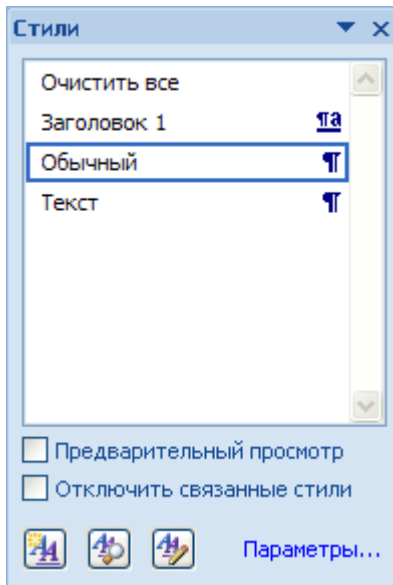 Стили
Очистить все
Заголовок 1 ¶a
Обычный ¶
Текст ¶
Предварительный просмотр
Отключить связанные стили
Параметры...